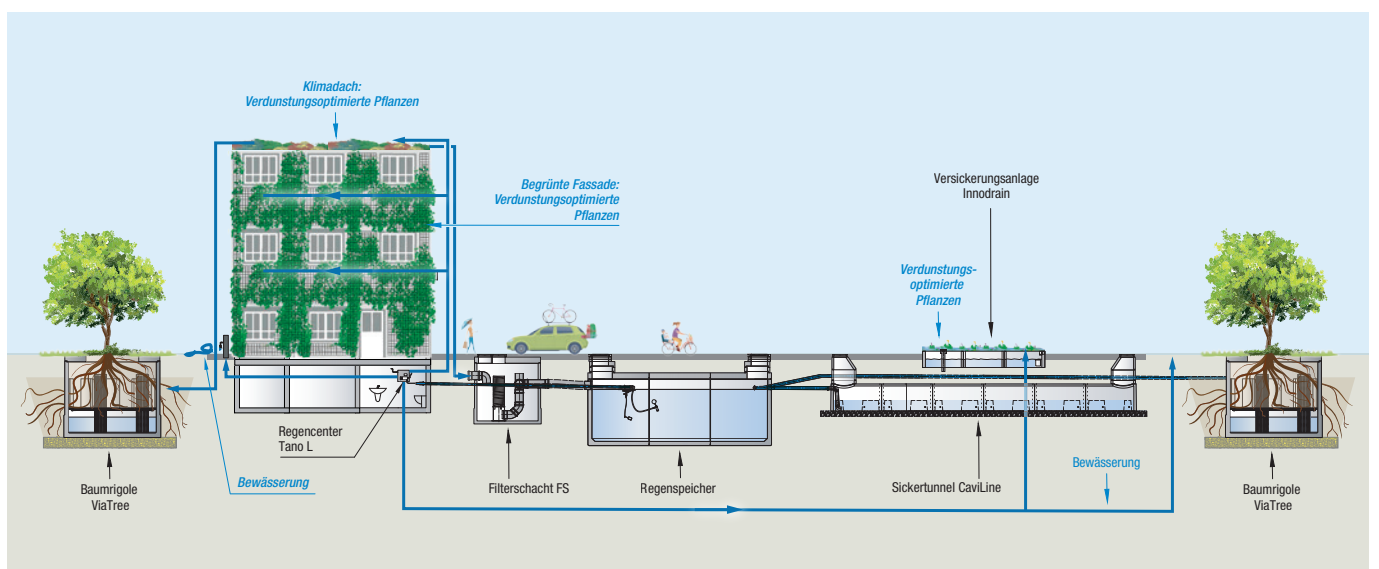 Klimadach:
Verdunstungsoptimierte Pflanzen
Begrünte Fassade:
Verdunstungsoptimierte
Pflanzen
Versickerungsanlage
Innodrain
Verdunstungs-
optimierte
Pflanzen
Regencenter
Tano L
Bewässerung
Baumrigole
ViaTree
Filterschacht FS
Regenspeicher
Sickertunnel CaviLine
Bewässerung
Baumrigole
ViaTree